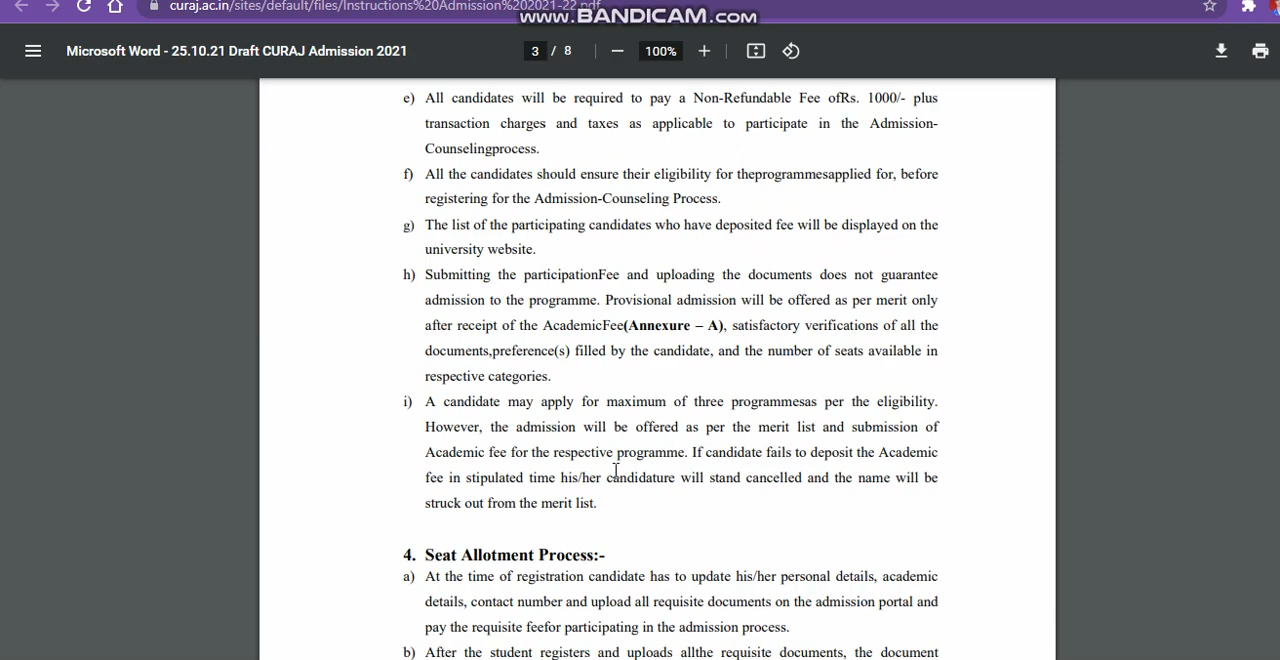 curaj.ac.in/sites/default/files/Instructions%20Admission%202021-22.pdf
www.BANDICAM.com
Microsoft Word - 25.10.21 Draft CURAJ Admission 2021
3 / 8
100%
e) All candidates will be required to pay a Non-Refundable Fee ofRs. 1000/- plus
transaction charges and taxes as applicable to participate in the Admission-
Counselingprocess.
f) All the candidates should ensure their eligibility for theprogrammesapplied for, before
registering for the Admission-Counseling Process.
g) The list of the participating candidates who have deposited fee will be displayed on the
university website.
h) Submitting the participationFee and uploading the documents does not guarantee
admission to the programme. Provisional admission will be offered as per merit only
after receipt of the AcademicFee(Annexure – A), satisfactory verifications of all the
documents,preference(s) filled by the candidate, and the number of seats available in
respective categories.
i) A candidate may apply for maximum of three programmesas per the eligibility.
However, the admission will be offered as per the merit list and submission of
Academic fee for the respective programme. If candidate fails to deposit the Academic
fee in stipulated time his/her candidature will stand cancelled and the name will be
struck out from the merit list.
4. Seat Allotment Process:-
a) At the time of registration candidate has to update his/her personal details, academic
details, contact number and upload all requisite documents on the admission portal and
pay the requisite feefor participating in the admission process.
b) After the student registers and uploads allthe requisite documents, the document